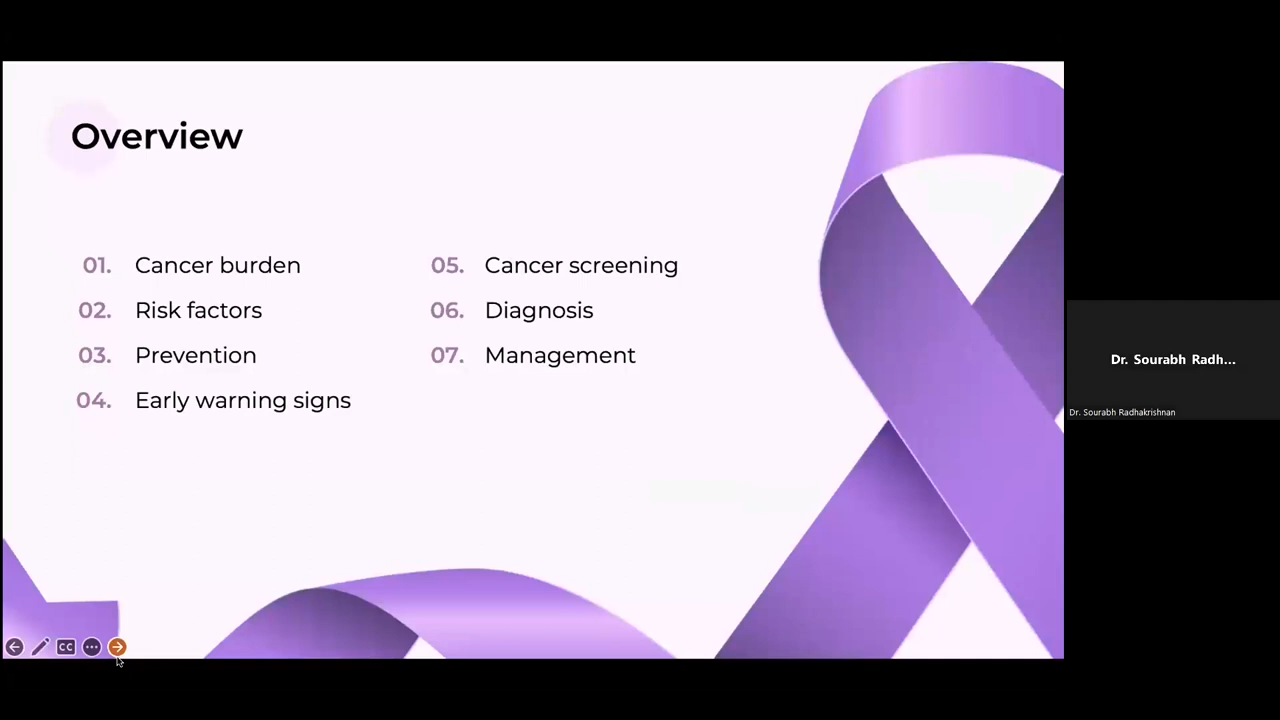 Overview
01. Cancer burden
02. Risk factors
03. Prevention
04. Early warning signs
05. Cancer screening
06. Diagnosis
07. Management
CC
Dr. Sourabh Radh...
Dr. Sourabh Radhakrishnan